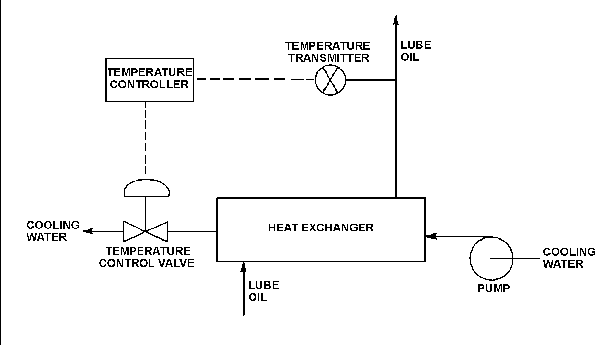 TEMPERATURE
TRANSMITTER
LUBE
OIL
TEMPERATURE
CONTROLLER
COOLING
WATER
TEMPERATURE
CONTROL VALVE
HEAT EXCHANGER
LUBE
OIL
COOLING
WATER
PUMP